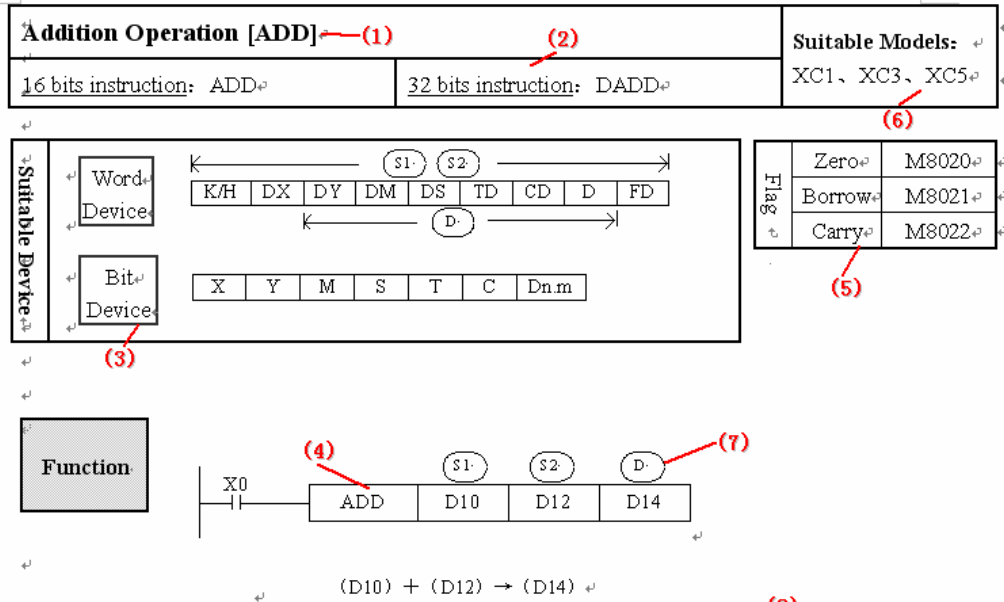 Addition Operation [ADD] (1)
(2)
Suitable Models:
XC1、XC3、XC5
(6)
16 bits instruction: ADD
32 bits instruction: DADD
Suitable Device
Word
Device
S1· S2·
K/H DX DY DM DS TD CD D FD
D·
Bit
Device
X Y M S T C Dn.m
(3)
Flag
Zero M8020
Borrow M8021
Carry M8022
(5)
Function
(4)
S1· S2· D· (7)
X0
ADD D10 D12 D14
(D10) + (D12) → (D14)